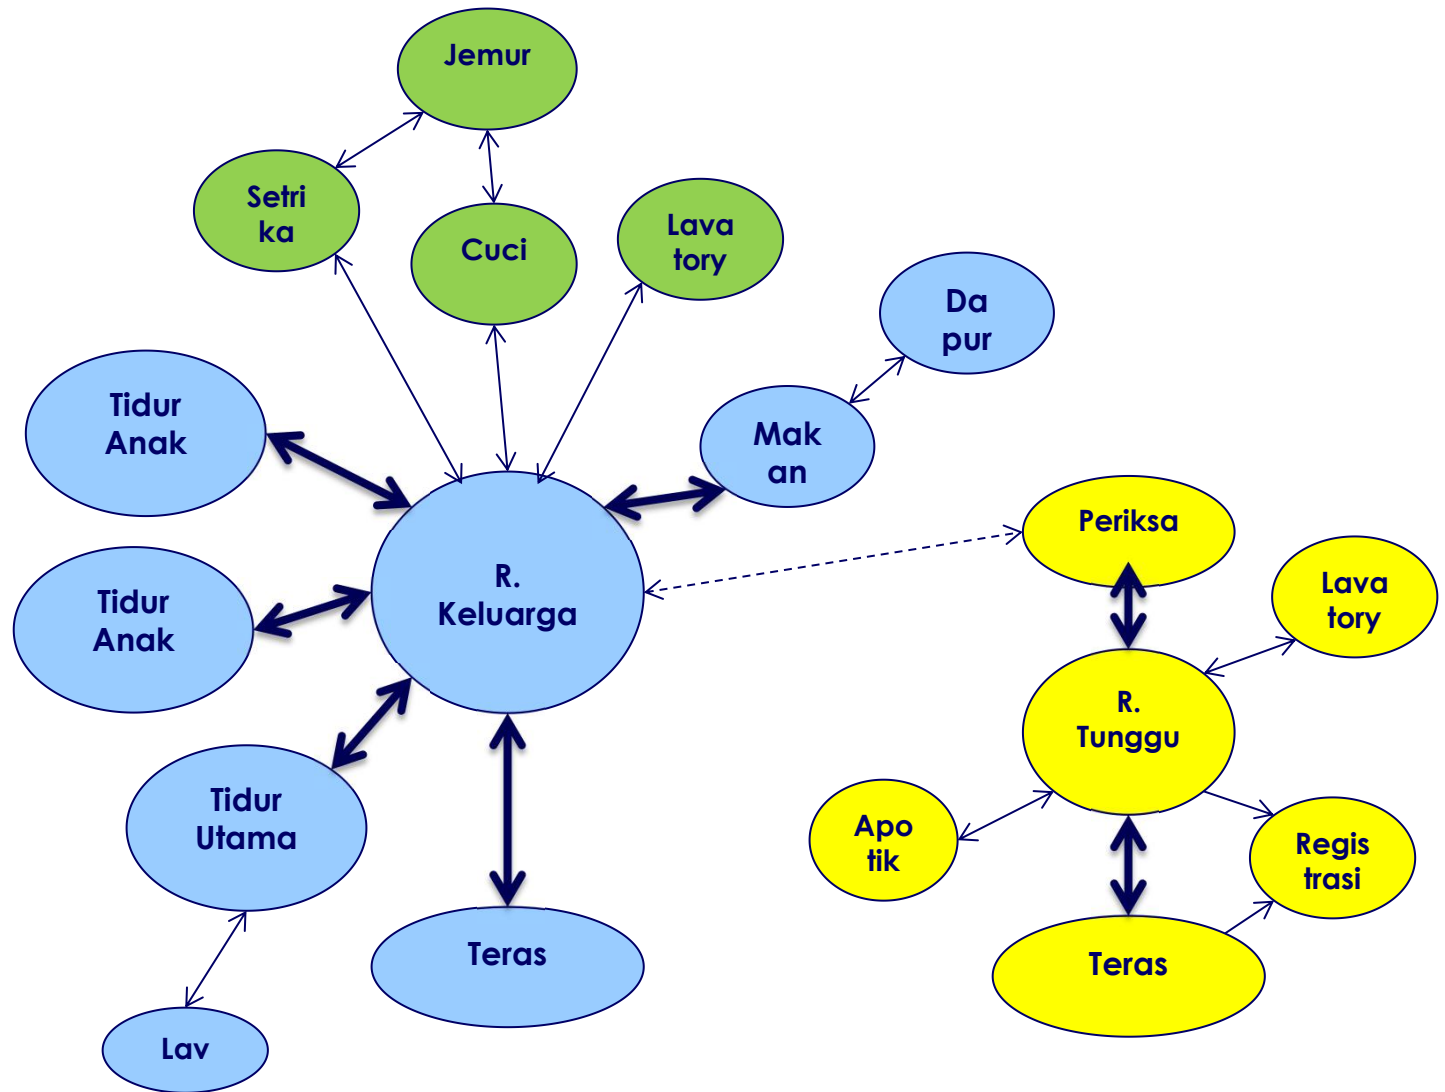 Jemur
Setri
ka
Cuci
Lava
tory
Da
pur
Tidur
Anak
Mak
an
Periksa
R.
Keluarga
Tidur
Anak
Lava
tory
R.
Tunggu
Tidur
Utama
Apo
tik
Regis
trasi
Teras
Teras
Lav